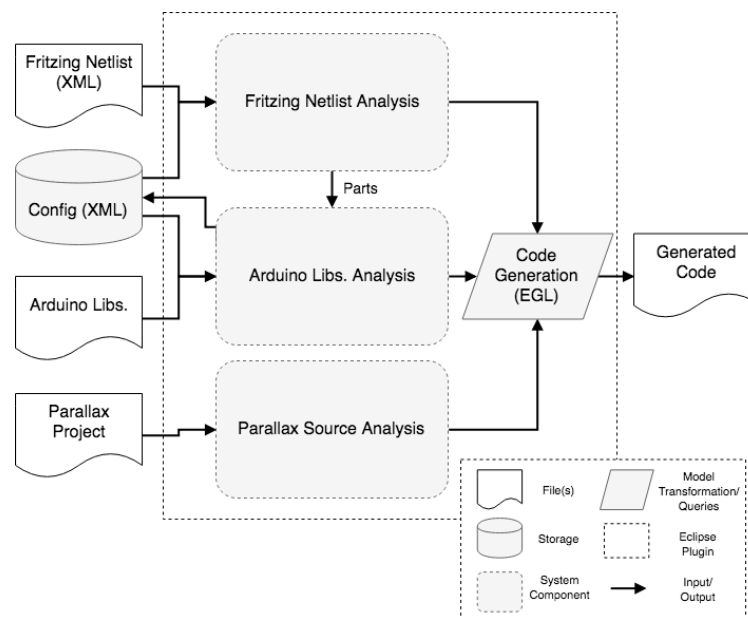 Fritzing Netlist
(XML)
Fritzing Netlist Analysis
Parts
Config (XML)
Arduino Libs. Analysis
Code
Generation
(EGL)
Generated
Code
Arduino Libs.
Parallax
Project
Parallax Source Analysis
File(s)
Model
Transformation/
Queries
Storage
Eclipse
Plugin
System
Component
Input/
Output